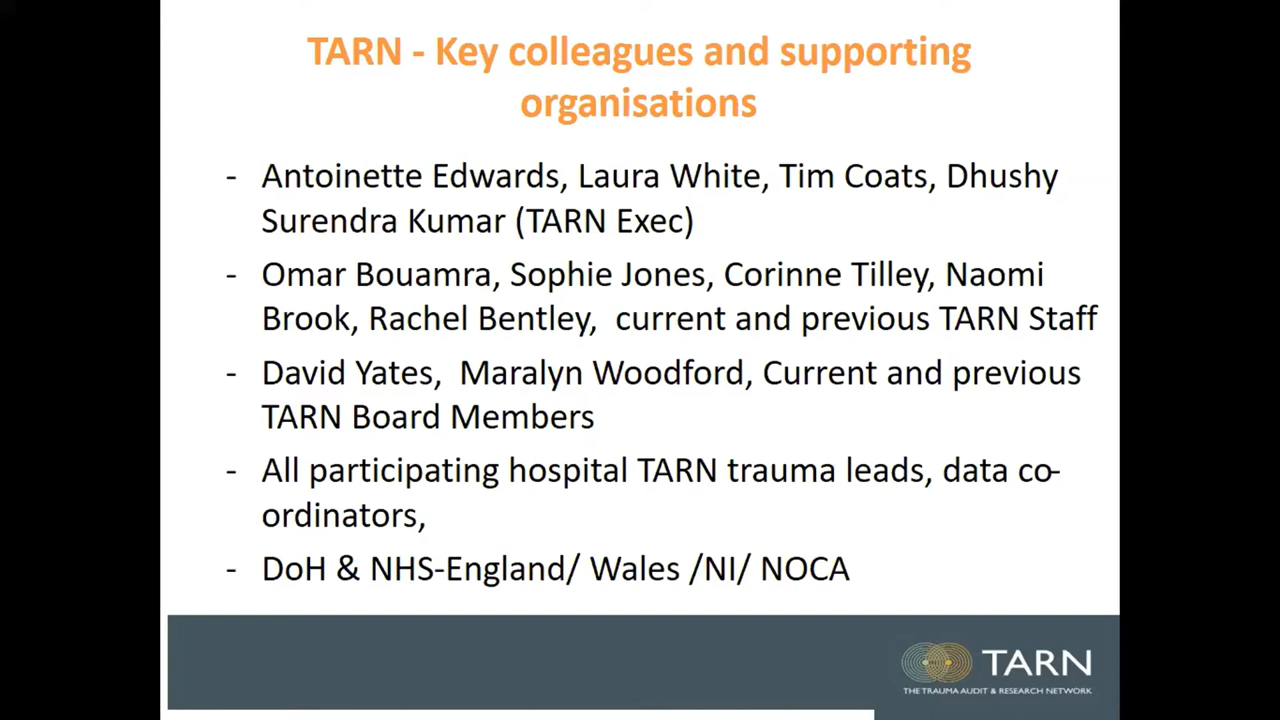 TARN - Key colleagues and supporting
organisations
- Antoinette Edwards, Laura White, Tim Coats, Dhushy
Surendra Kumar (TARN Exec)
- Omar Bouamra, Sophie Jones, Corinne Tilley, Naomi
Brook, Rachel Bentley,  current and previous TARN Staff
- David Yates,  Maralyn Woodford, Current and previous
TARN Board Members
- All participating hospital TARN trauma leads, data co-
ordinators,
- DoH & NHS-England/ Wales /NI/ NOCA
TARN
THE TRAUMA AUDIT & RESEARCH NETWORK